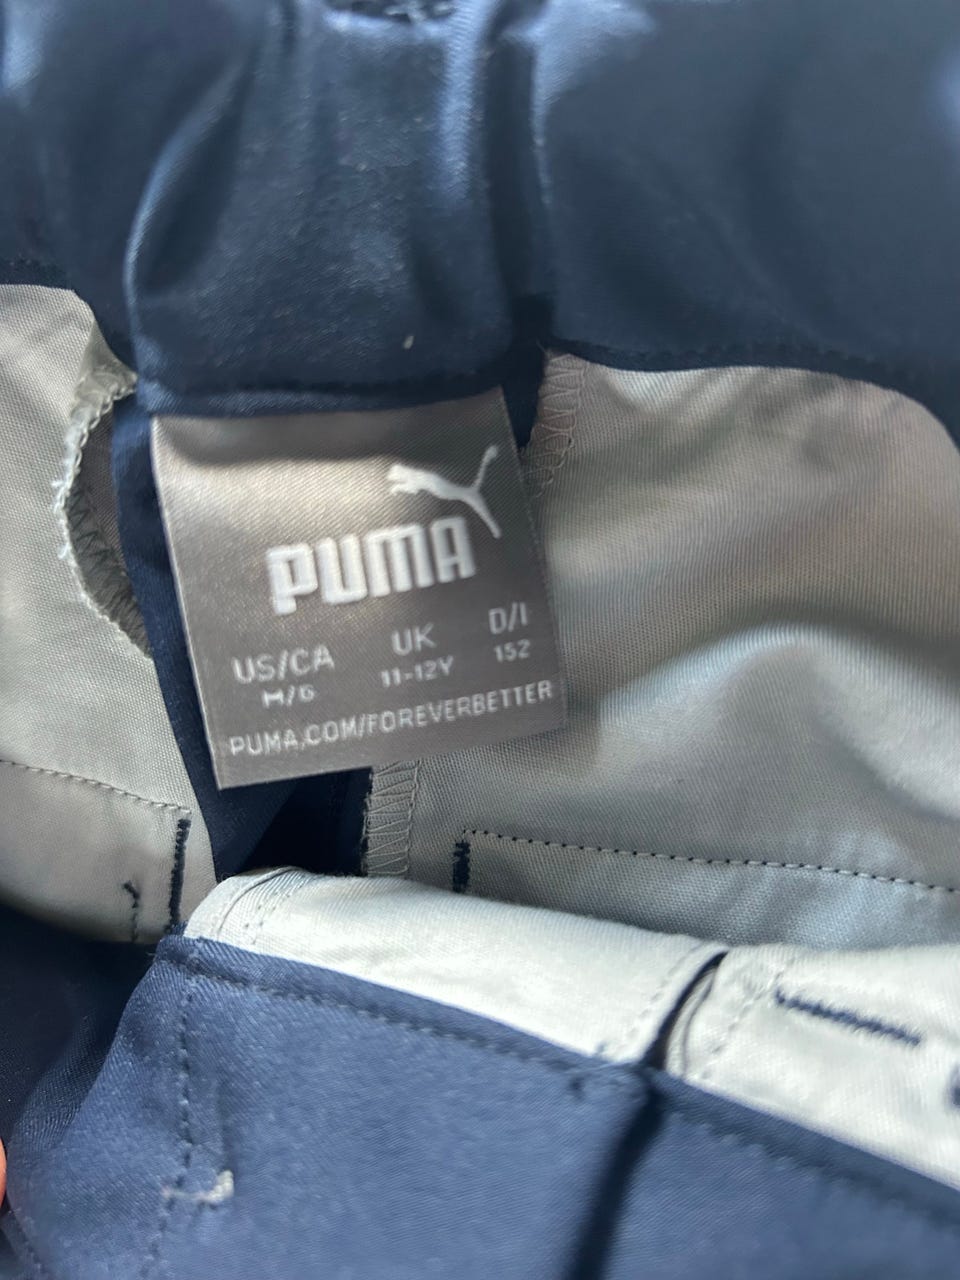 PUMA
US/CA UK D/I
M/G 11-12Y 152
PUMA.COM/FOREVERBETTER